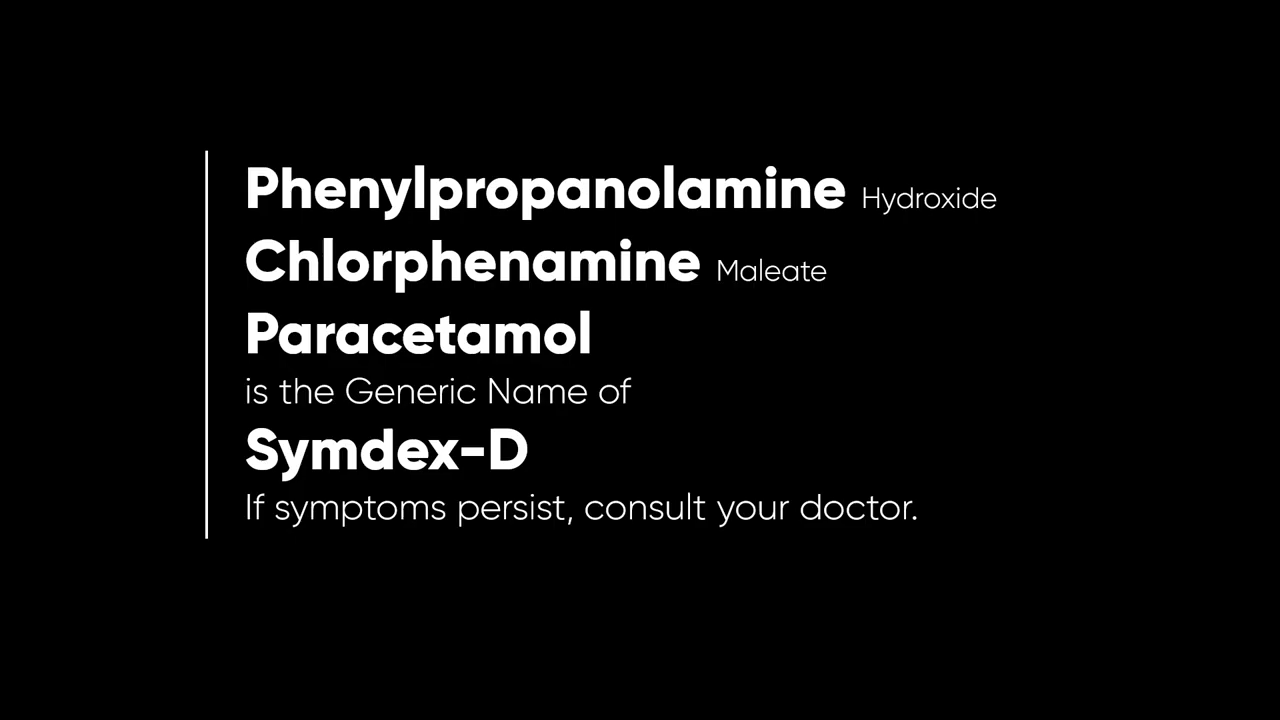 Phenylpropanolamine Hydroxide
Chlorphenamine Maleate
Paracetamol
is the Generic Name of
Symdex-D
If symptoms persist, consult your doctor.